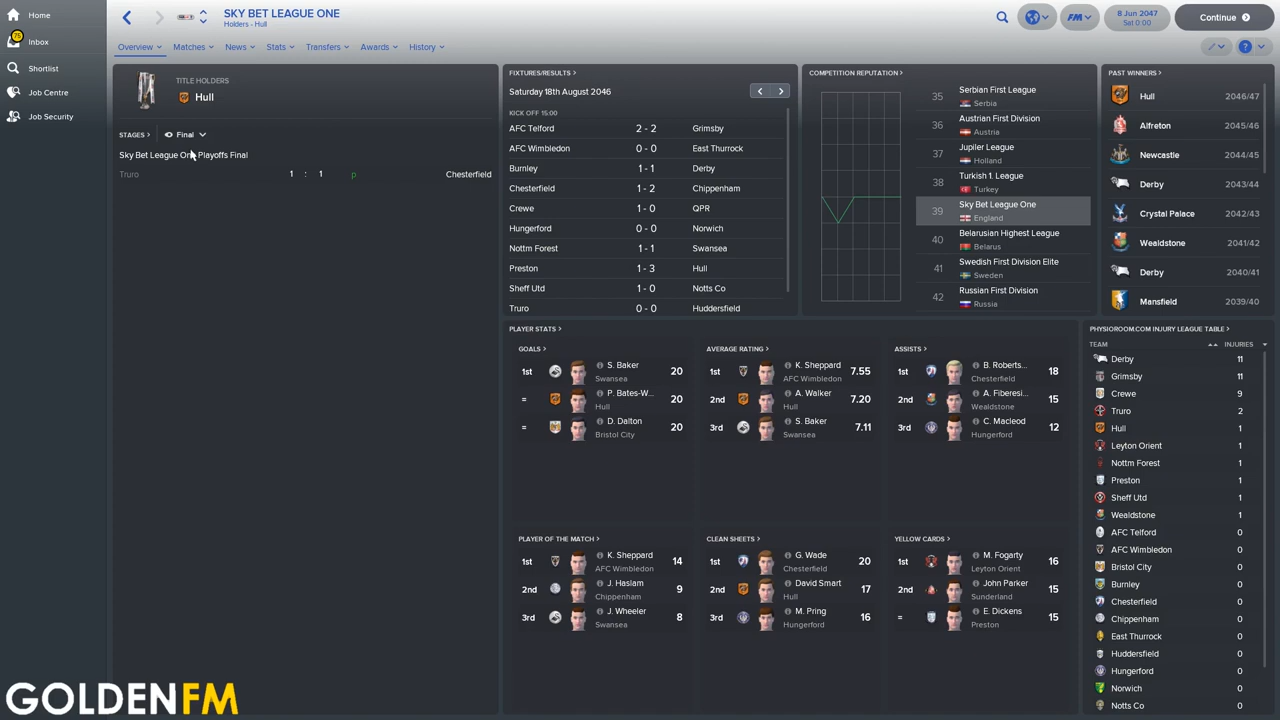 Home
Inbox
75
Shortlist
Job Centre
Job Security
SKY BET LEAGUE ONE
Holders - Hull
FM
8 Jun 2047
Sat 0:00
Continue
Overview
Matches
News
Stats
Transfers
Awards
History
?
TITLE HOLDERS
Hull
STAGES >
Final
Sky Bet League One Playoffs Final
Truro 1 : 1 p Chesterfield
FIXTURES/RESULTS >
Saturday 18th August 2046
KICK OFF 15:00
AFC Telford 2 - 2 Grimsby
AFC Wimbledon 0 - 0 East Thurrock
Burnley 1 - 1 Derby
Chesterfield 1 - 2 Chippenham
Crewe 1 - 0 QPR
Hungerford 0 - 0 Norwich
Nottm Forest 1 - 1 Swansea
Preston 1 - 3 Hull
Sheff Utd 1 - 0 Notts Co
Truro 0 - 0 Huddersfield
COMPETITION REPUTATION >
35 Serbian First League
Serbia
36 Austrian First Division
Austria
37 Jupiler League
Holland
38 Turkish 1. League
Turkey
39 Sky Bet League One
England
40 Belarusian Highest League
Belarus
41 Swedish First Division Elite
Sweden
42 Russian First Division
Russia
PAST WINNERS >
Hull 2046/47
Alfreton 2045/46
Newcastle 2044/45
Derby 2043/44
Crystal Palace 2042/43
Wealdstone 2041/42
Derby 2040/41
Mansfield 2039/40
PLAYER STATS >
GOALS >
1st S. Baker 20
Swansea
= P. Bates-W... 20
Hull
= D. Dalton 20
Bristol City
AVERAGE RATING >
1st K. Sheppard 7.55
AFC Wimbledon
2nd A. Walker 7.20
Hull
3rd S. Baker 7.11
Swansea
ASSISTS >
1st B. Roberts... 18
Chesterfield
2nd A. Fiberesi... 15
Wealdstone
3rd C. Macleod 12
Hungerford
PLAYER OF THE MATCH >
1st K. Sheppard 14
AFC Wimbledon
2nd J. Haslam 9
Chippenham
3rd J. Wheeler 8
Swansea
CLEAN SHEETS >
1st G. Wade 20
Chesterfield
2nd David Smart 17
Hull
3rd M. Pring 16
Hungerford
YELLOW CARDS >
1st M. Fogarty 16
Leyton Orient
2nd John Parker 15
Sunderland
= E. Dickens 15
Preston
PHYSIOROOM.COM INJURY LEAGUE TABLE >
TEAM INJURIES
Derby 11
Grimsby 11
Crewe 9
Truro 2
Hull 1
Leyton Orient 1
Nottm Forest 1
Preston 1
Sheff Utd 1
Wealdstone 1
AFC Telford 0
AFC Wimbledon 0
Bristol City 0
Burnley 0
Chesterfield 0
Chippenham 0
East Thurrock 0
Huddersfield 0
Hungerford 0
Norwich 0
Notts Co 0
GOLDENFM